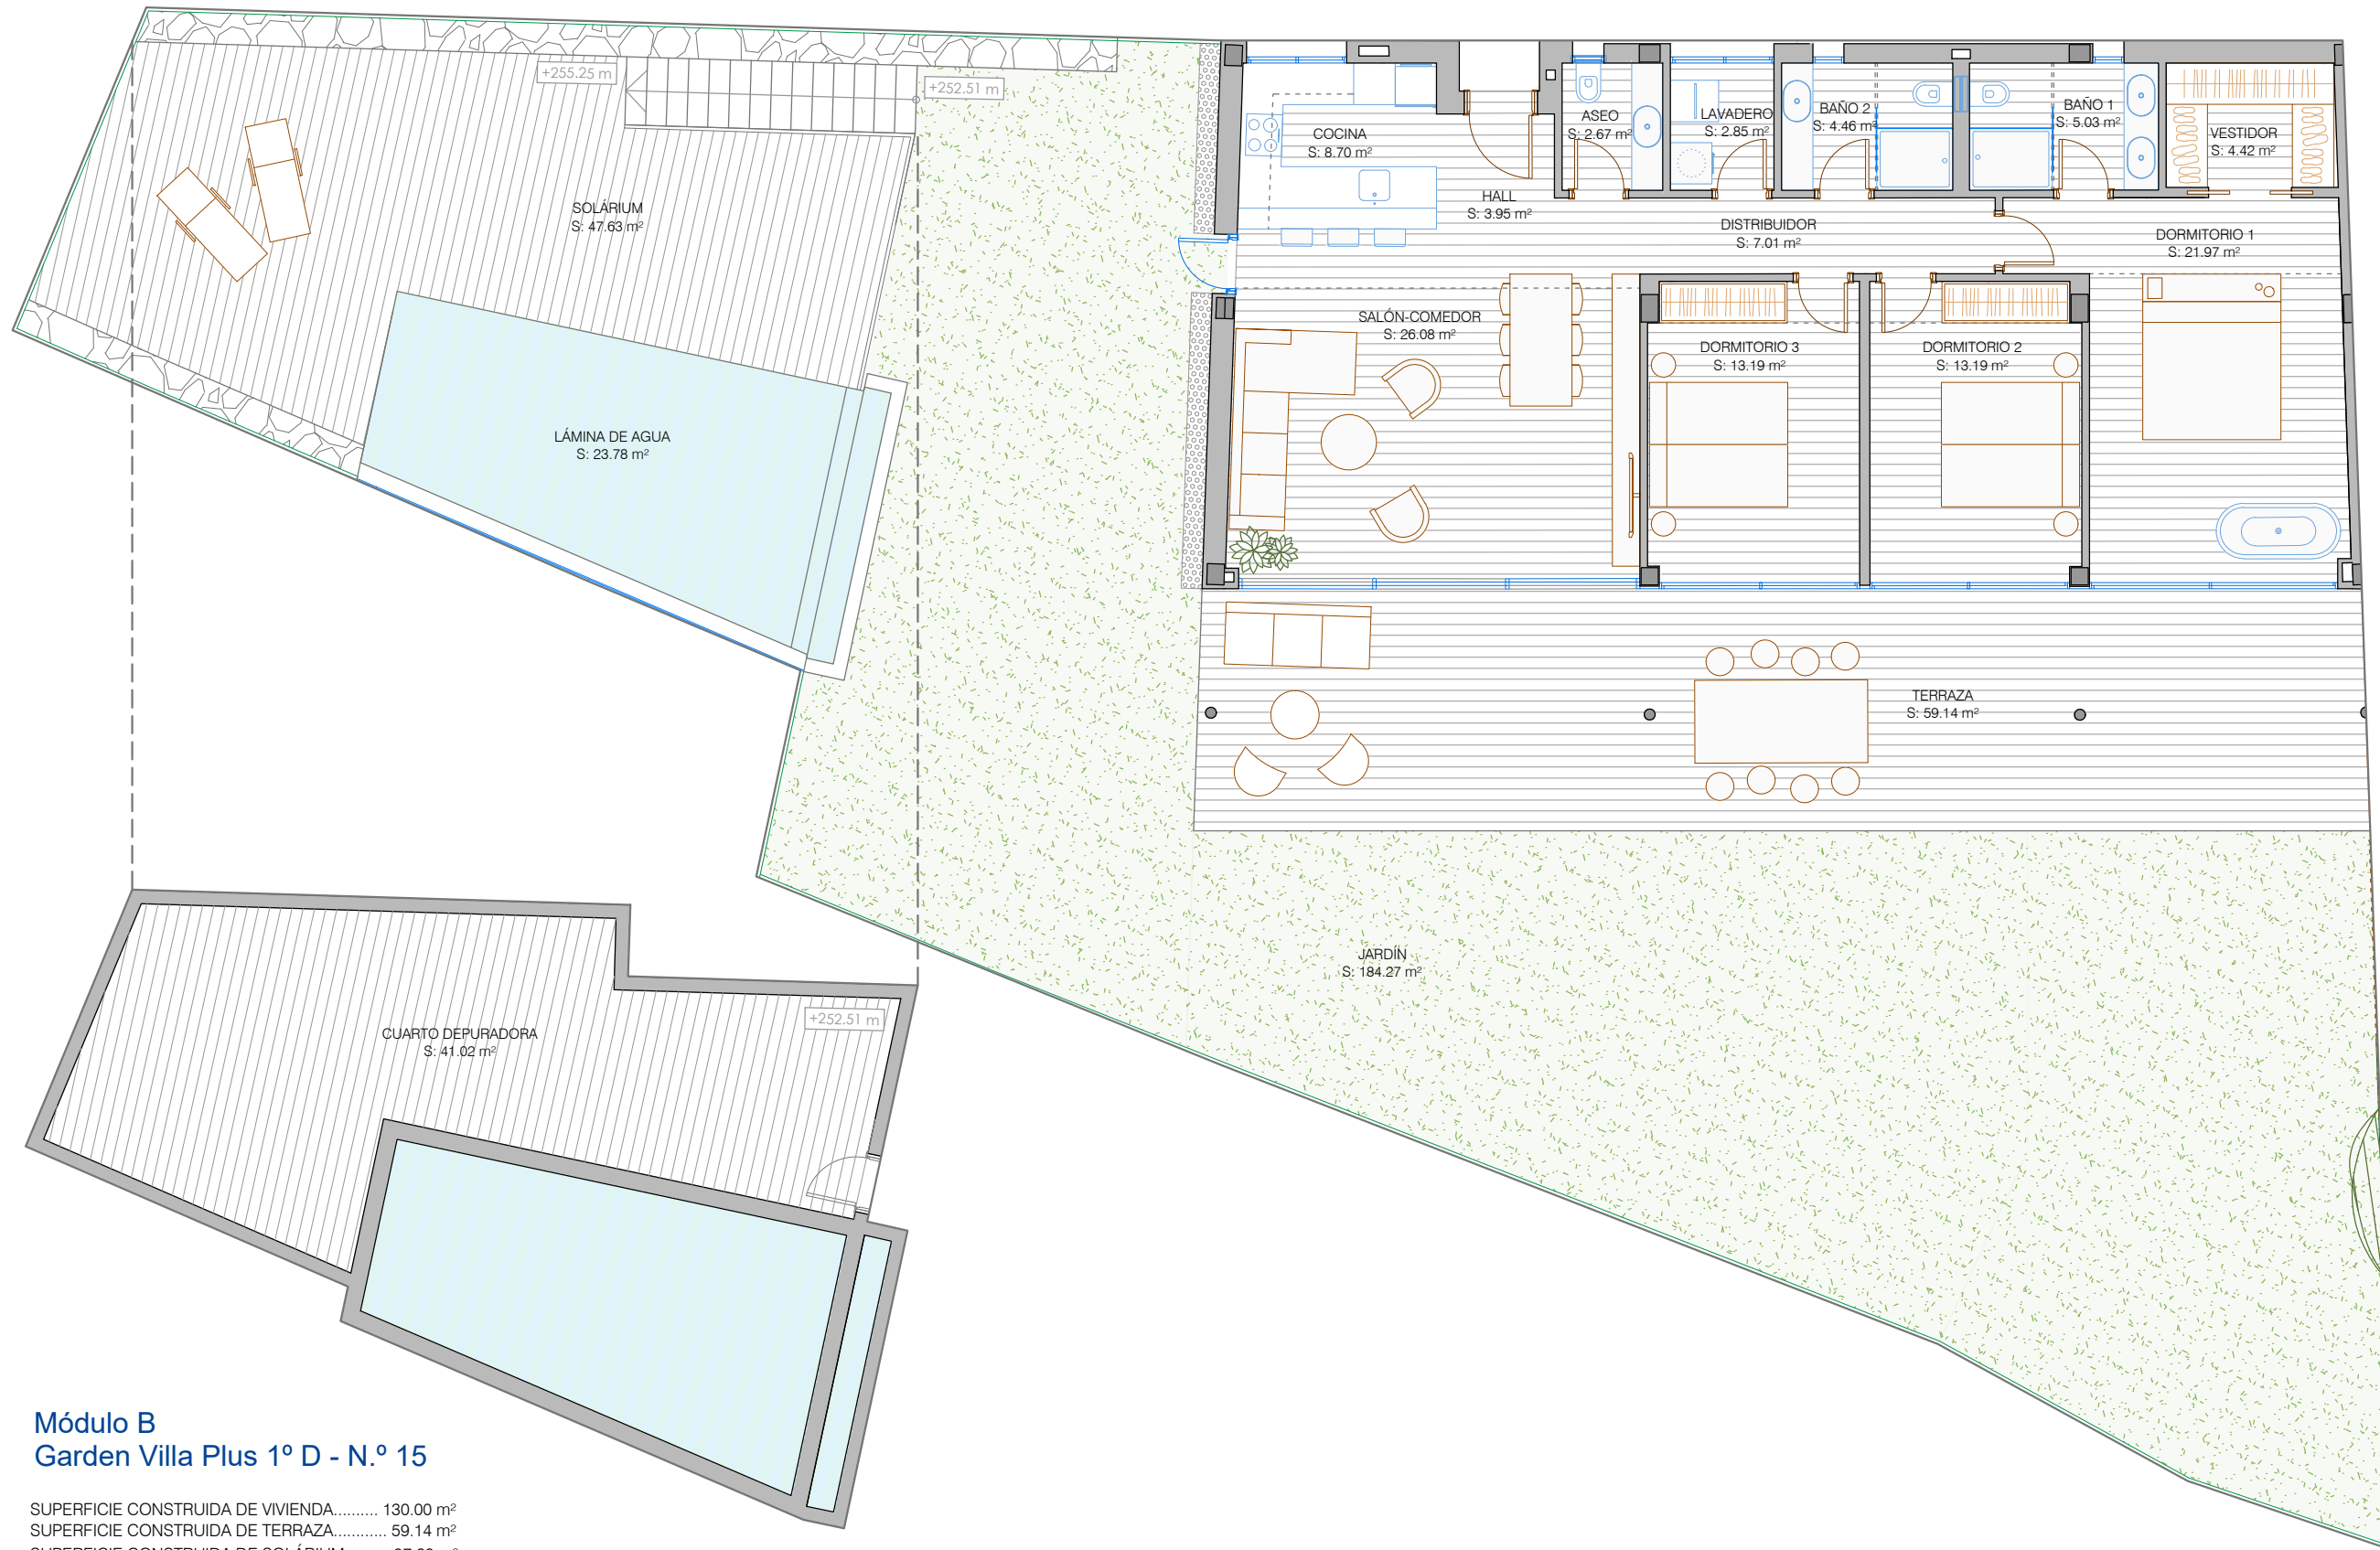 +255.25 m
+252.51 m
SOLÁRIUM
S: 47.63 m²
LÁMINA DE AGUA
S: 23.78 m²
COCINA
S: 8.70 m²
HALL
S: 3.95 m²
ASEO
S: 2.67 m²
LAVADERO
S: 2.85 m²
BAÑO 2
S: 4.46 m²
BAÑO 1
S: 5.03 m²
VESTIDOR
S: 4.42 m²
DISTRIBUIDOR
S: 7.01 m²
DORMITORIO 1
S: 21.97 m²
SALÓN-COMEDOR
S: 26.08 m²
DORMITORIO 3
S: 13.19 m²
DORMITORIO 2
S: 13.19 m²
TERRAZA
S: 59.14 m²
JARDÍN
S: 184.27 m²
+252.51 m
CUARTO DEPURADORA
S: 41.02 m²
Módulo B
Garden Villa Plus 1º D - N.º 15
SUPERFICIE CONSTRUIDA DE VIVIENDA.......... 130.00 m²
SUPERFICIE CONSTRUIDA DE TERRAZA............ 59.14 m²
SUPERFICIE CONSTRUIDA DE SOLÁRIUM